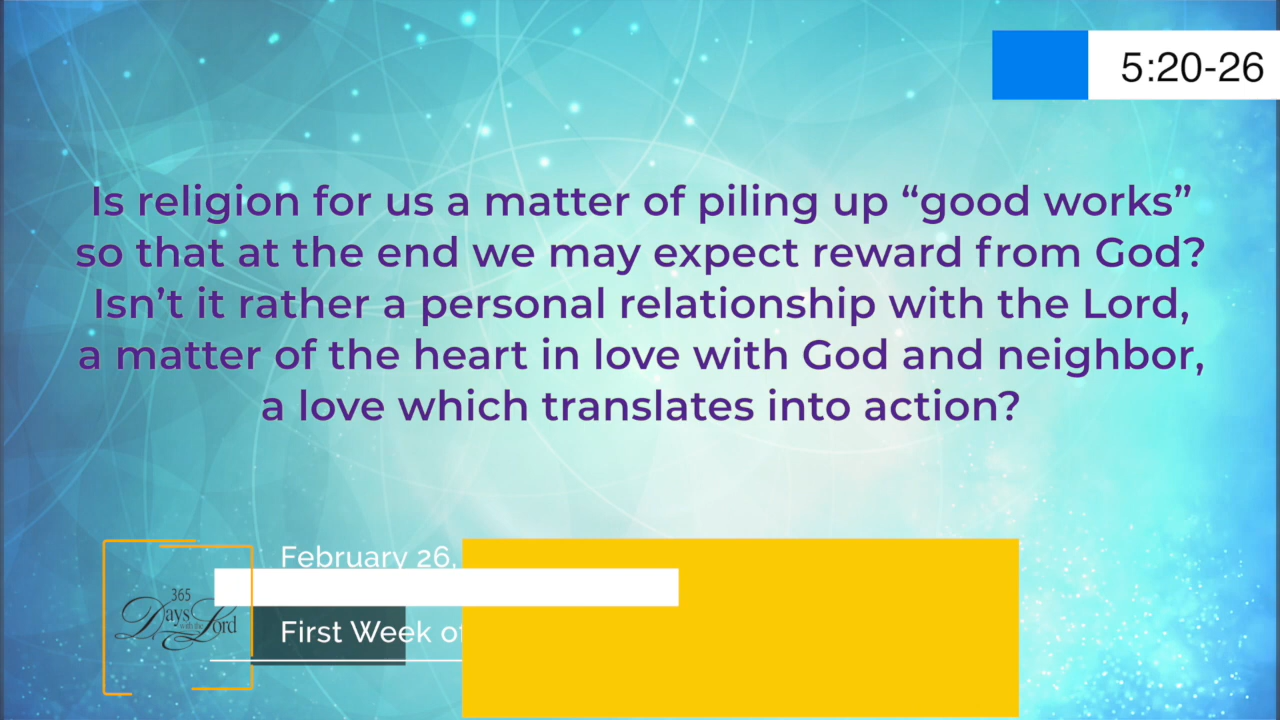 5:20-26
Is religion for us a matter of piling up “good works”
so that at the end we may expect reward from God?
Isn’t it rather a personal relationship with the Lord,
a matter of the heart in love with God and neighbor,
a love which translates into action?
February 26,
365
Days with the Lord
First Week of